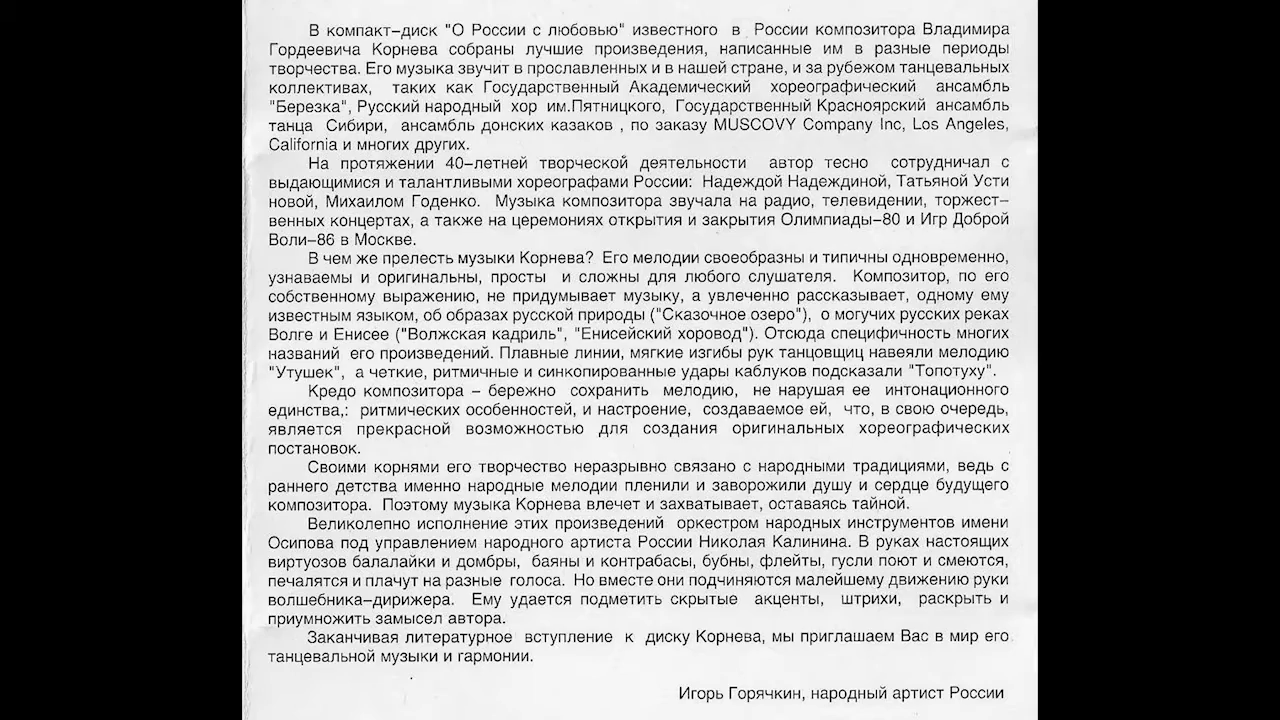 В компакт–диск "О России с любовью" известного в России композитора Владимира
Гордеевича Корнева собраны лучшие произведения, написанные им в разные периоды
творчества. Его музыка звучит в прославленных и в нашей стране, и за рубежом танцевальных
коллективах, таких как Государственный Академический хореографический ансамбль
"Березка", Русский народный хор им.Пятницкого, Государственный Красноярский ансамбль
танца Сибири, ансамбль донских казаков , по заказу MUSCOVY Company Inc, Los Angeles,
California и многих других.
На протяжении 40–летней творческой деятельности автор тесно сотрудничал с
выдающимися и талантливыми хореографами России: Надеждой Надеждиной, Татьяной Усти
новой, Михаилом Годенко. Музыка композитора звучала на радио, телевидении, торжест–
венных концертах, а также на церемониях открытия и закрытия Олимпиады–80 и Игр Доброй
Воли–86 в Москве.
В чем же прелесть музыки Корнева? Его мелодии своеобразны и типичны одновременно,
узнаваемы и оригинальны, просты и сложны для любого слушателя. Композитор, по его
собственному выражению, не придумывает музыку, а увлеченно рассказывает, одному ему
известным языком, об образах русской природы ("Сказочное озеро"), о могучих русских реках
Волге и Енисее ("Волжская кадриль", "Енисейский хоровод"). Отсюда специфичность многих
названий его произведений. Плавные линии, мягкие изгибы рук танцовщиц навеяли мелодию
"Утушек", а четкие, ритмичные и синкопированные удары каблуков подсказали "Топотуху".
Кредо композитора – бережно сохранить мелодию, не нарушая ее интонационного
единства,: ритмических особенностей, и настроение, создаваемое ей, что, в свою очередь,
является прекрасной возможностью для создания оригинальных хореографических
постановок.
Своими корнями его творчество неразрывно связано с народными традициями, ведь с
раннего детства именно народные мелодии пленили и заворожили душу и сердце будущего
композитора. Поэтому музыка Корнева влечет и захватывает, оставаясь тайной.
Великолепно исполнение этих произведений оркестром народных инструментов имени
Осипова под управлением народного артиста России Николая Калинина. В руках настоящих
виртуозов балалайки и домбры, баяны и контрабасы, бубны, флейты, гусли поют и смеются,
печалятся и плачут на разные голоса. Но вместе они подчиняются малейшему движению руки
волшебника–дирижера. Ему удается подметить скрытые акценты, штрихи, раскрыть и
приумножить замысел автора.
Заканчивая литературное вступление к диску Корнева, мы приглашаем Вас в мир его
танцевальной музыки и гармонии.
Игорь Горячкин, народный артист России